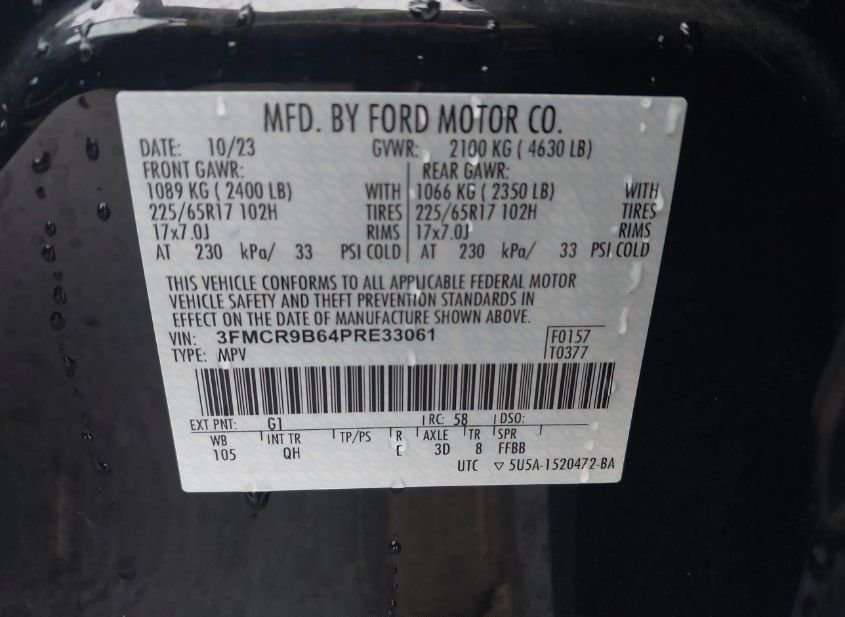 MFD. BY FORD MOTOR CO.
DATE: 10/23 GVWR: 2100 KG ( 4630 LB)
FRONT GAWR: REAR GAWR:
1089 KG ( 2400 LB) WITH 1066 KG ( 2350 LB) WITH
225/65R17 102H TIRES 225/65R17 102H TIRES
17x7.0J RIMS 17x7.0J RIMS
AT 230 kPa/ 33 PSI COLD AT 230 kPa/ 33 PSI COLD
THIS VEHICLE CONFORMS TO ALL APPLICABLE FEDERAL MOTOR
VEHICLE SAFETY AND THEFT PREVENTION STANDARDS IN
EFFECT ON THE DATE OF MANUFACTURE SHOWN ABOVE.
VIN: 3FMCR9B64PRE33061 F0157
TYPE: MPV T0377
EXT PNT: G1 RC: 58 DSO:
WB INT TR TP/PS R AXLE TR SPR
105 QH E 3D 8 FFBB
UTC ▽ 5U5A-1520472-BA